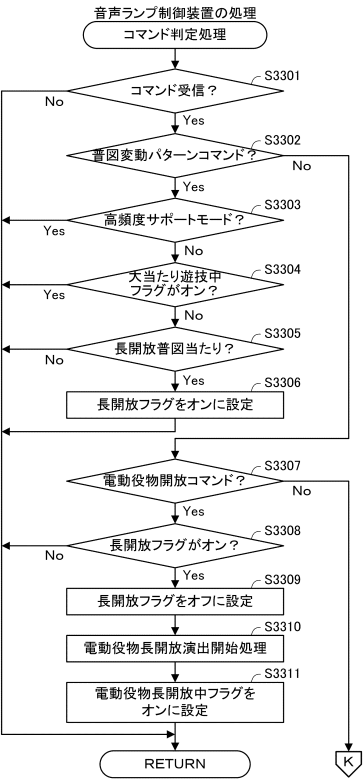 音声ランプ制御装置の処理
コマンド判定処理
S3301
コマンド受信？
No
Yes
S3302
普図変動パターンコマンド？
No
Yes
S3303
高頻度サポートモード？
Yes
No
S3304
大当たり遊技中
フラグがオン？
Yes
No
S3305
長開放普図当たり？
No
Yes
S3306
長開放フラグをオンに設定
S3307
電動役物開放コマンド？
No
Yes
S3308
長開放フラグがオン？
No
Yes
S3309
長開放フラグをオフに設定
S3310
電動役物長開放演出開始処理
S3311
電動役物長開放中フラグを
オンに設定
RETURN
K